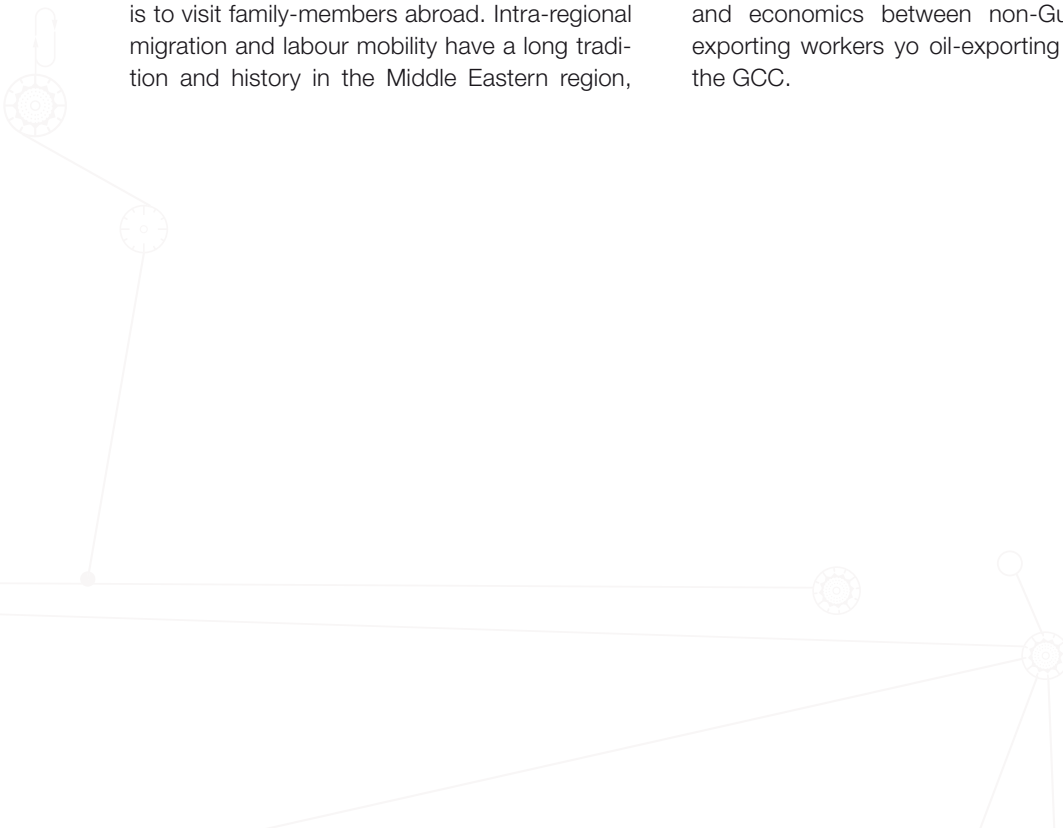 is to visit family-members abroad. Intra-regional
migration and labour mobility have a long tradi-
tion and history in the Middle Eastern region,
and economics between non-
exporting workers yo oil-exporting
the GCC.